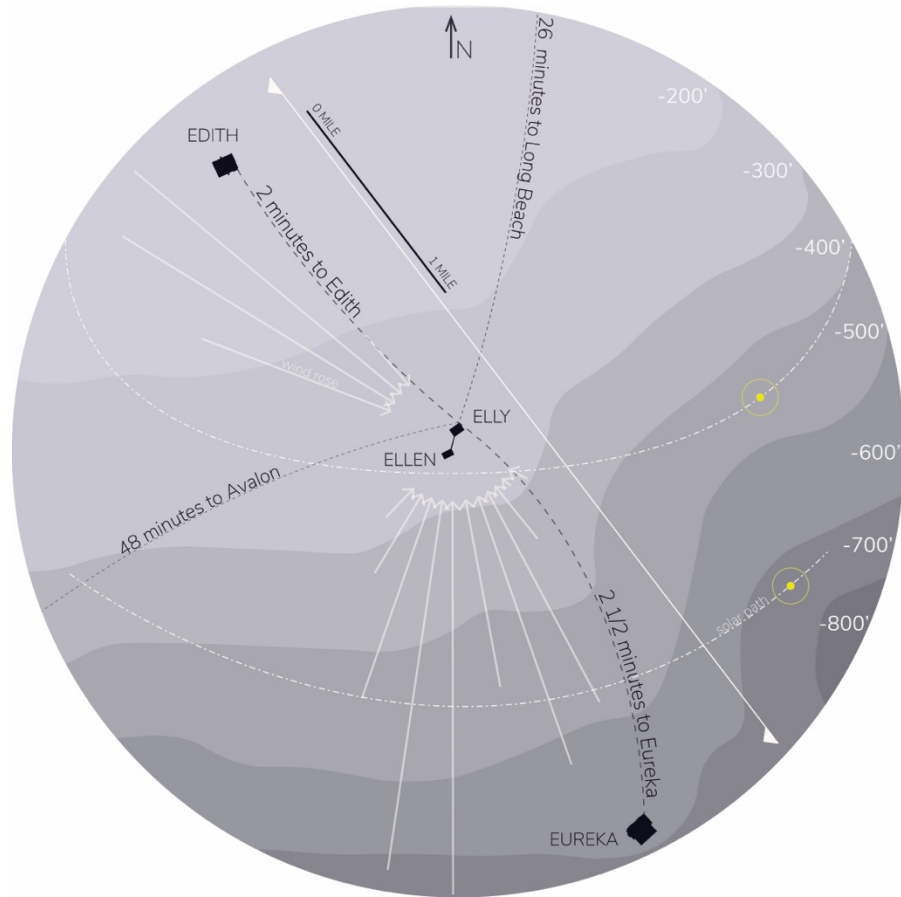 N
26 minutes to Long Beach
-200'
0 MILE
EDITH
-300'
2 minutes to Edith
-400'
1 MILE
-500'
wind rose
ELLY
ELLEN
-600'
48 minutes to Avalon
-700'
solar path
-800'
2 1/2 minutes to Eureka
EUREKA